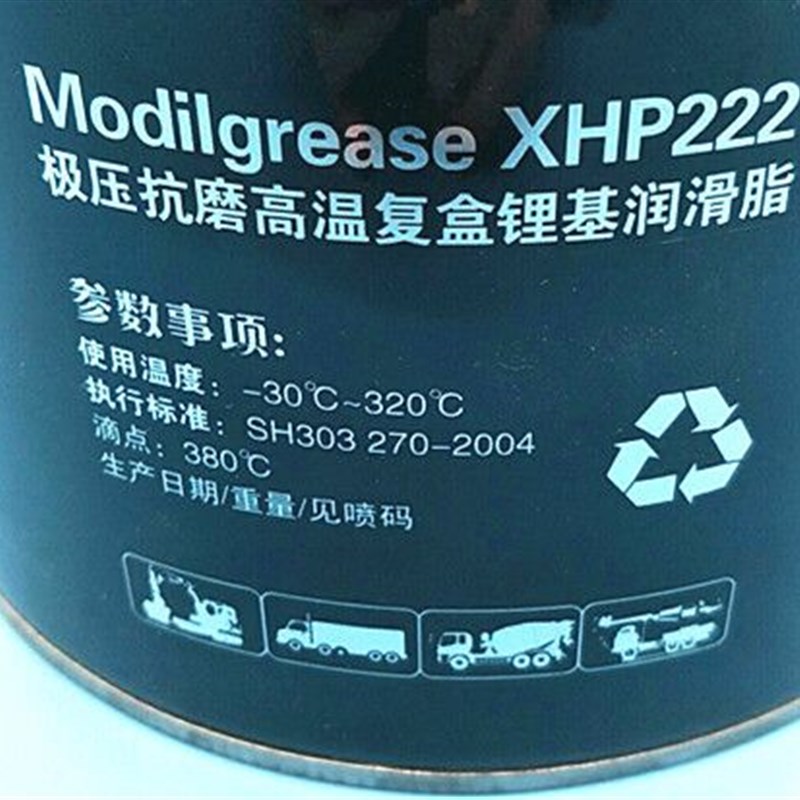 Modilgrease XHP222
极压抗磨高温复盒锂基润滑脂
参数事项:
使用温度: -30℃~320℃
执行标准: SH303 270-2004
滴点: 380℃
生产日期/重量/见喷码